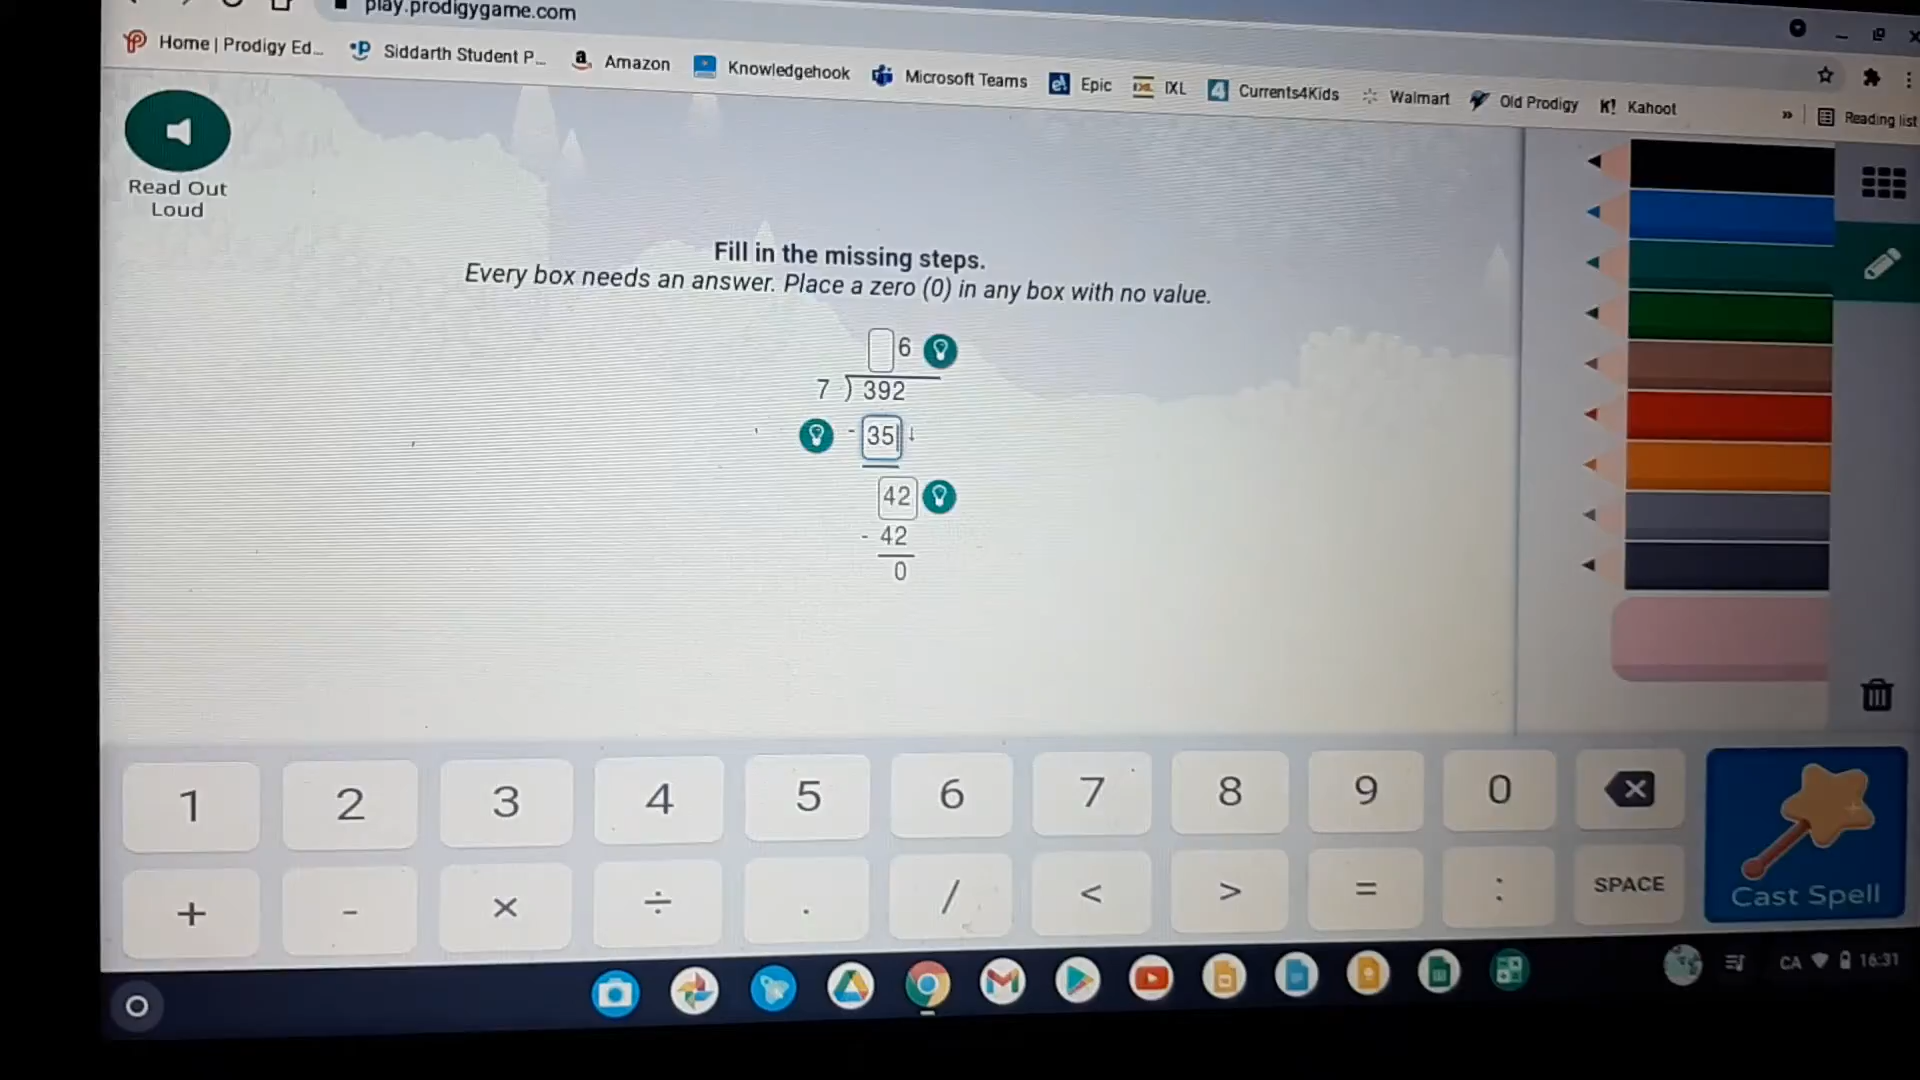 play.prodigygame.com
Home | Prodigy Ed...
Siddarth Student P...
Amazon
Knowledgehook
Microsoft Teams
Epic
IXL
Currents4Kids
Walmart
Old Prodigy
K! Kahoot
»
Reading list
Read Out
Loud
Fill in the missing steps.
Every box needs an answer. Place a zero (0) in any box with no value.
6
7 ) 392
- 35 ↓
42
- 42
0
1 2 3 4 5 6 7 8 9 0
+ - × ÷ . / < > = : SPACE
Cast Spell
CA 16:31